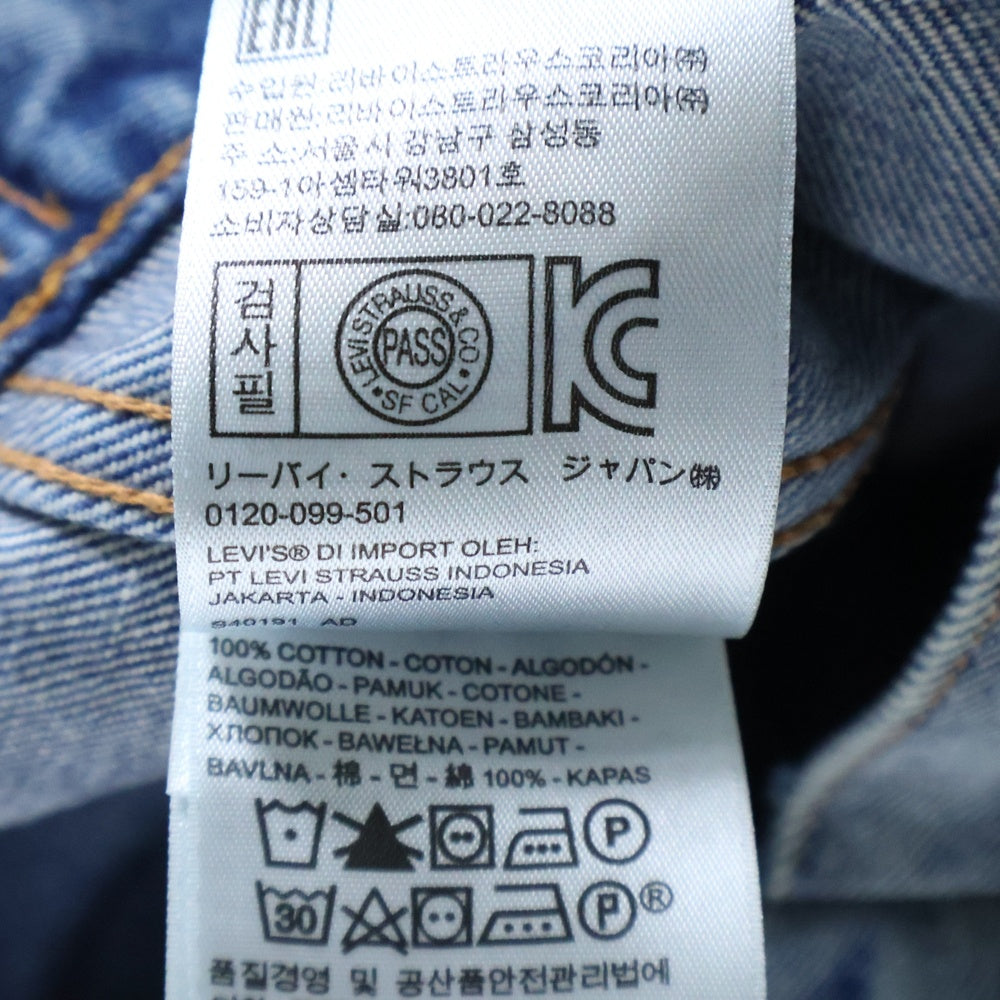 EAC
수입원:리바이스트라우스코리아(주)
판매원:리바이스트라우스코리아(주)
주 소:서울시 강남구 삼성동
159-1아셈타워3801호
소비자상담실:080-022-8088
검사필
LEVI STRAUSS & CO
PASS
SF CAL
KC
リーバイ・ストラウス ジャパン㈱
0120-099-501
LEVI'S® DI IMPORT OLEH:
PT LEVI STRAUSS INDONESIA
JAKARTA - INDONESIA
100% COTTON - COTON - ALGODÓN -
ALGODÃO - PAMUK - COTONE -
BAUMWOLLE - KATOEN - BAMBAKI -
ХЛОПОК - BAWEŁNA - PAMUT -
BAVLNA - 棉 - 면 - 綿 100% - KAPAS
P
30
P®
품질경영 및 공산품안전관리법에